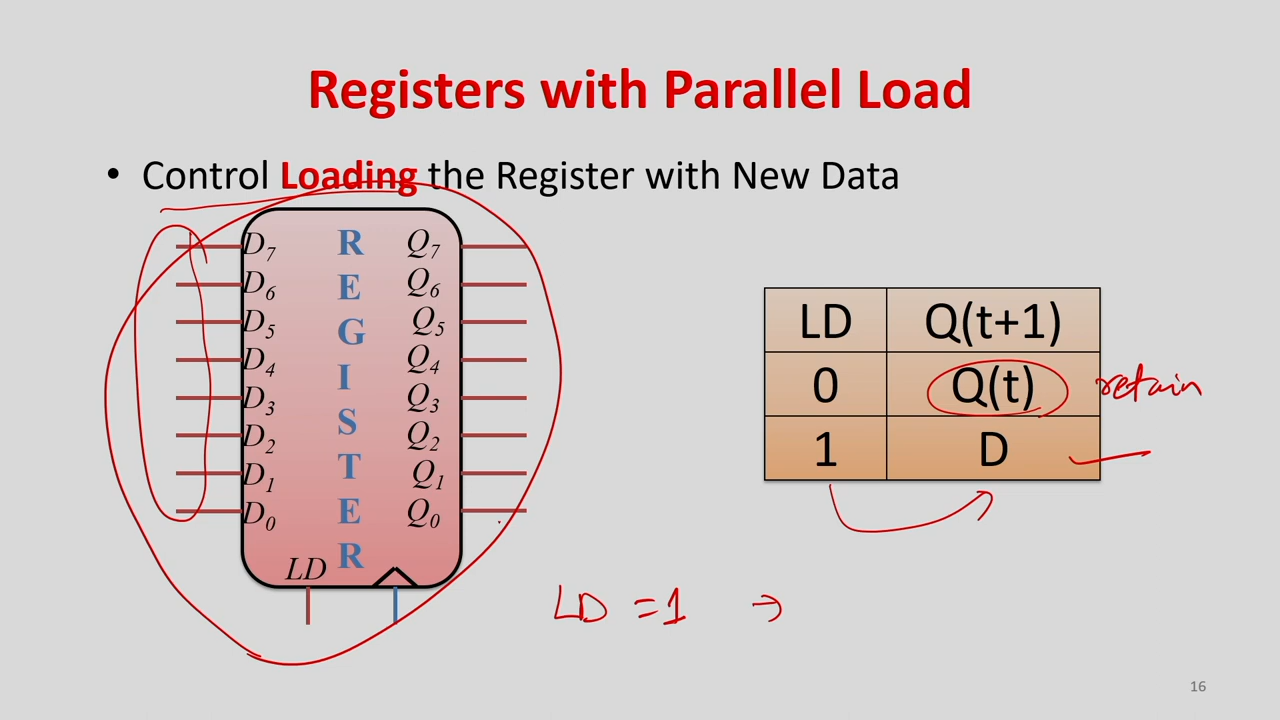 Registers with Parallel Load
• Control Loading the Register with New Data
D7 R Q7
D6 E Q6
D5 G Q5
D4 I Q4
D3 S Q3
D2 T Q2
D1 E Q1
D0 R Q0
LD
LD Q(t+1)
0 Q(t) retain
1 D
LD = 1 →
16